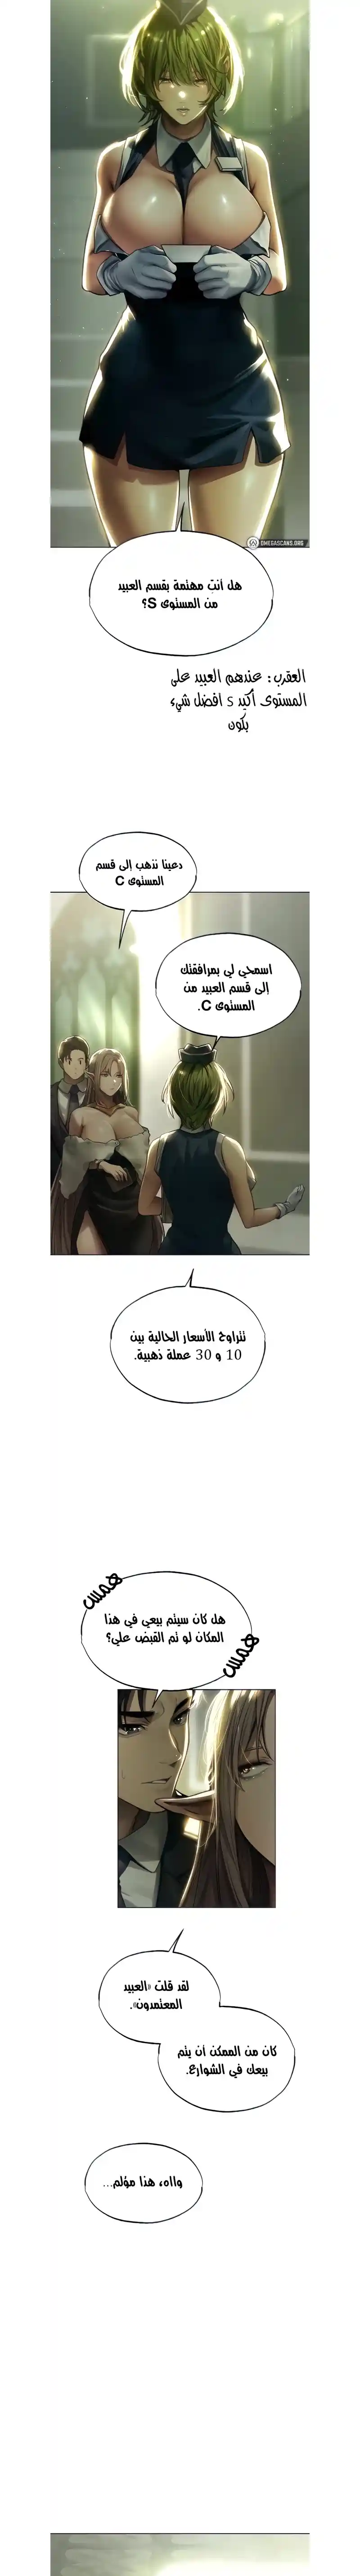 OMEGASCANS.ORG
هل أنتِ مهتمة بقسم العبيد
من المستوى S؟
العقرب: عندهم العبيد على
المستوى أكيد S افضل شيء
بكون
دعينا نذهب إلى قسم
المستوى C
اسمحي لي بمرافقتك
إلى قسم العبيد من
المستوى C.
تتراوح الأسعار الحالية بين
10 و 30 عملة ذهبية.
همس
هل كان سيتم بيعي في هذا
المكان لو تم القبض علي؟
همس
لقد قلت «العبيد
المعتمدون».
كان من الممكن أن يتم
بيعك في الشوارع.
وااه، هذا مؤلم...